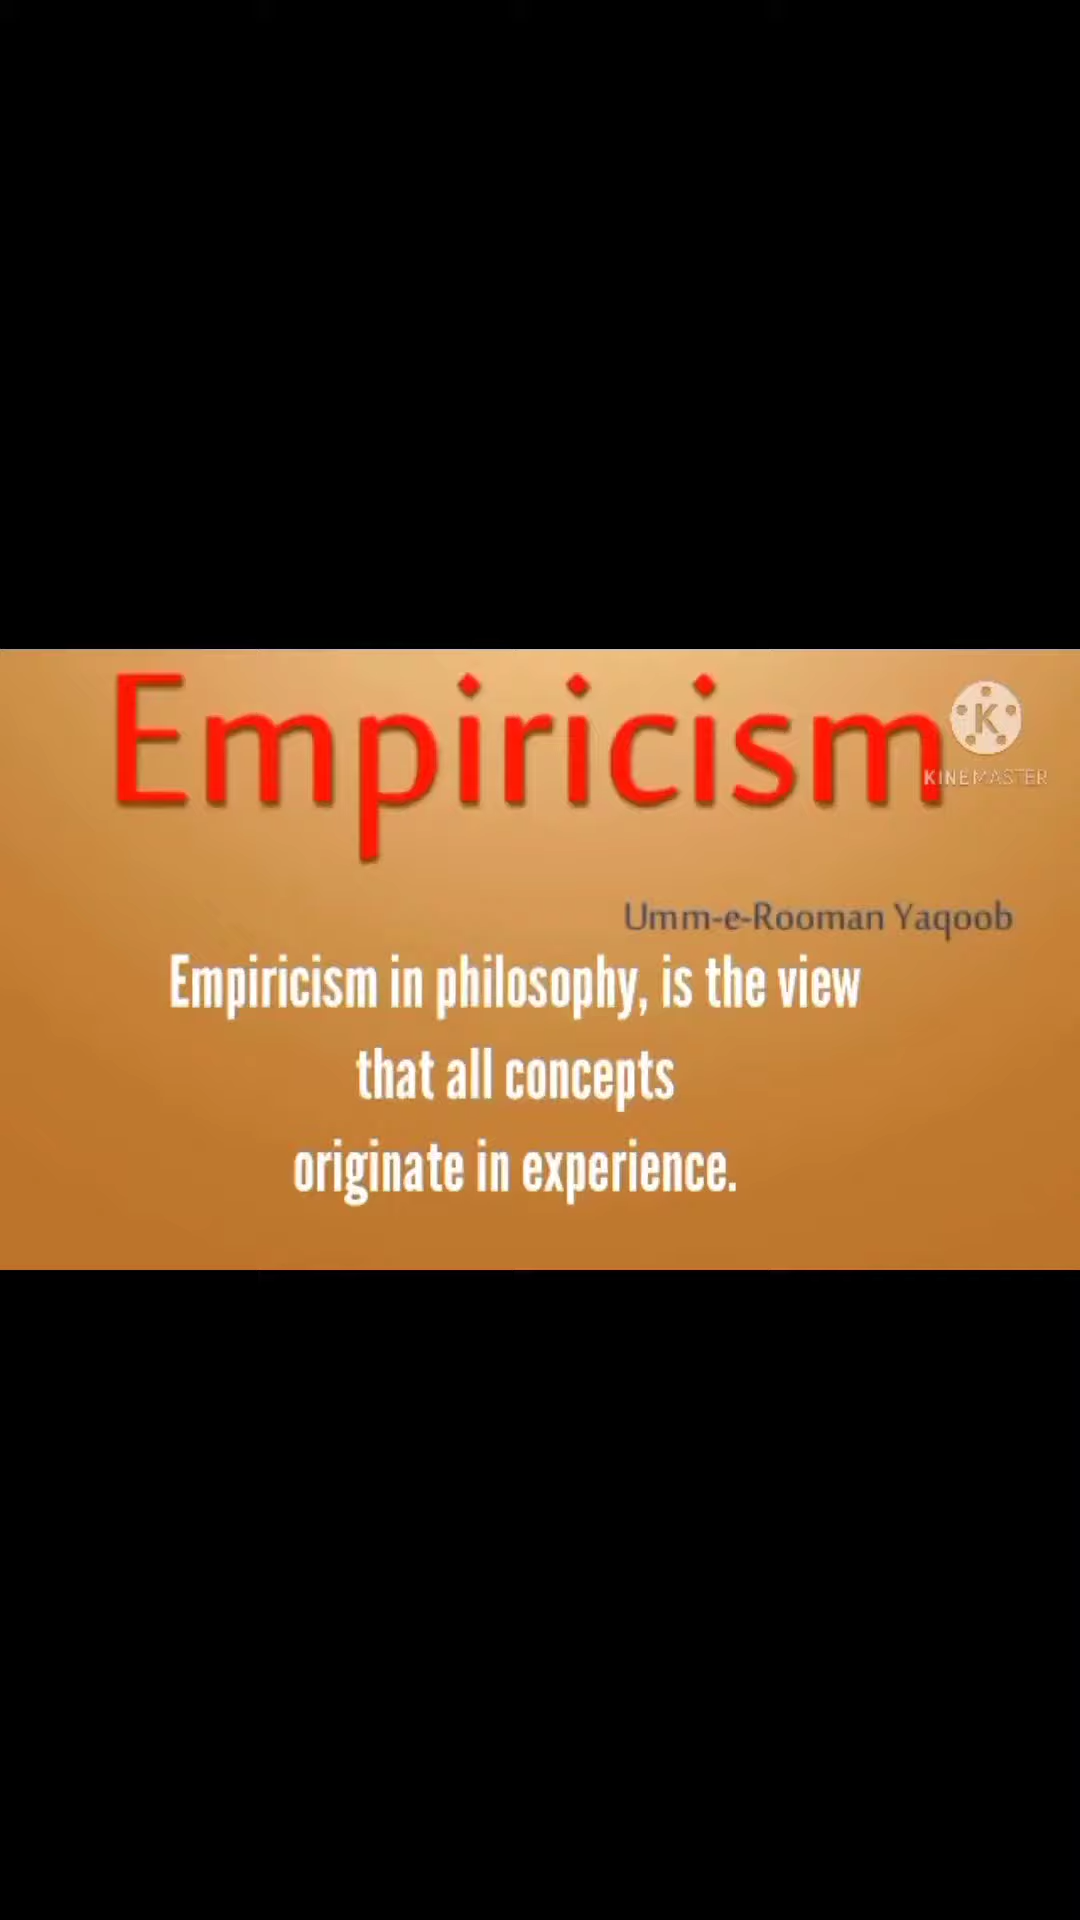 Empiricism
K
KINEMASTER
Umm-e-Rooman Yaqoob
Empiricism in philosophy, is the view
that all concepts
originate in experience.